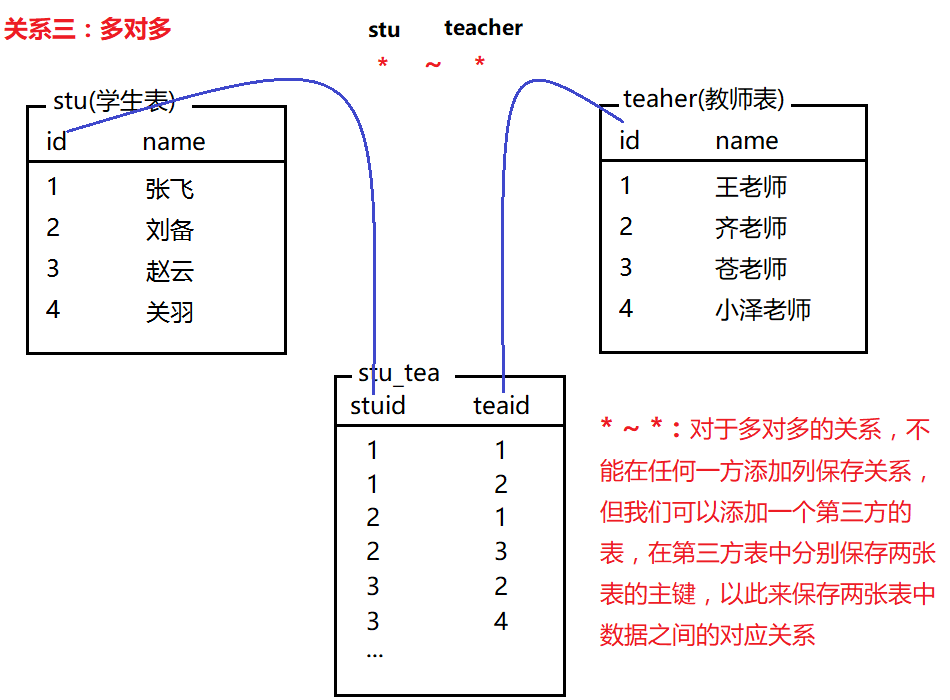 关系三：多对多
stu teacher
* ~ *
stu(学生表)
id name
1 张飞
2 刘备
3 赵云
4 关羽
teaher(教师表)
id name
1 王老师
2 齐老师
3 苍老师
4 小泽老师
stu_tea
stuid teaid
1 1
1 2
2 1
2 3
3 2
3 4
...
* ~ *：对于多对多的关系，不
能在任何一方添加列保存关系，
但我们可以添加一个第三方的
表，在第三方表中分别保存两张
表的主键，以此来保存两张表中
数据之间的对应关系